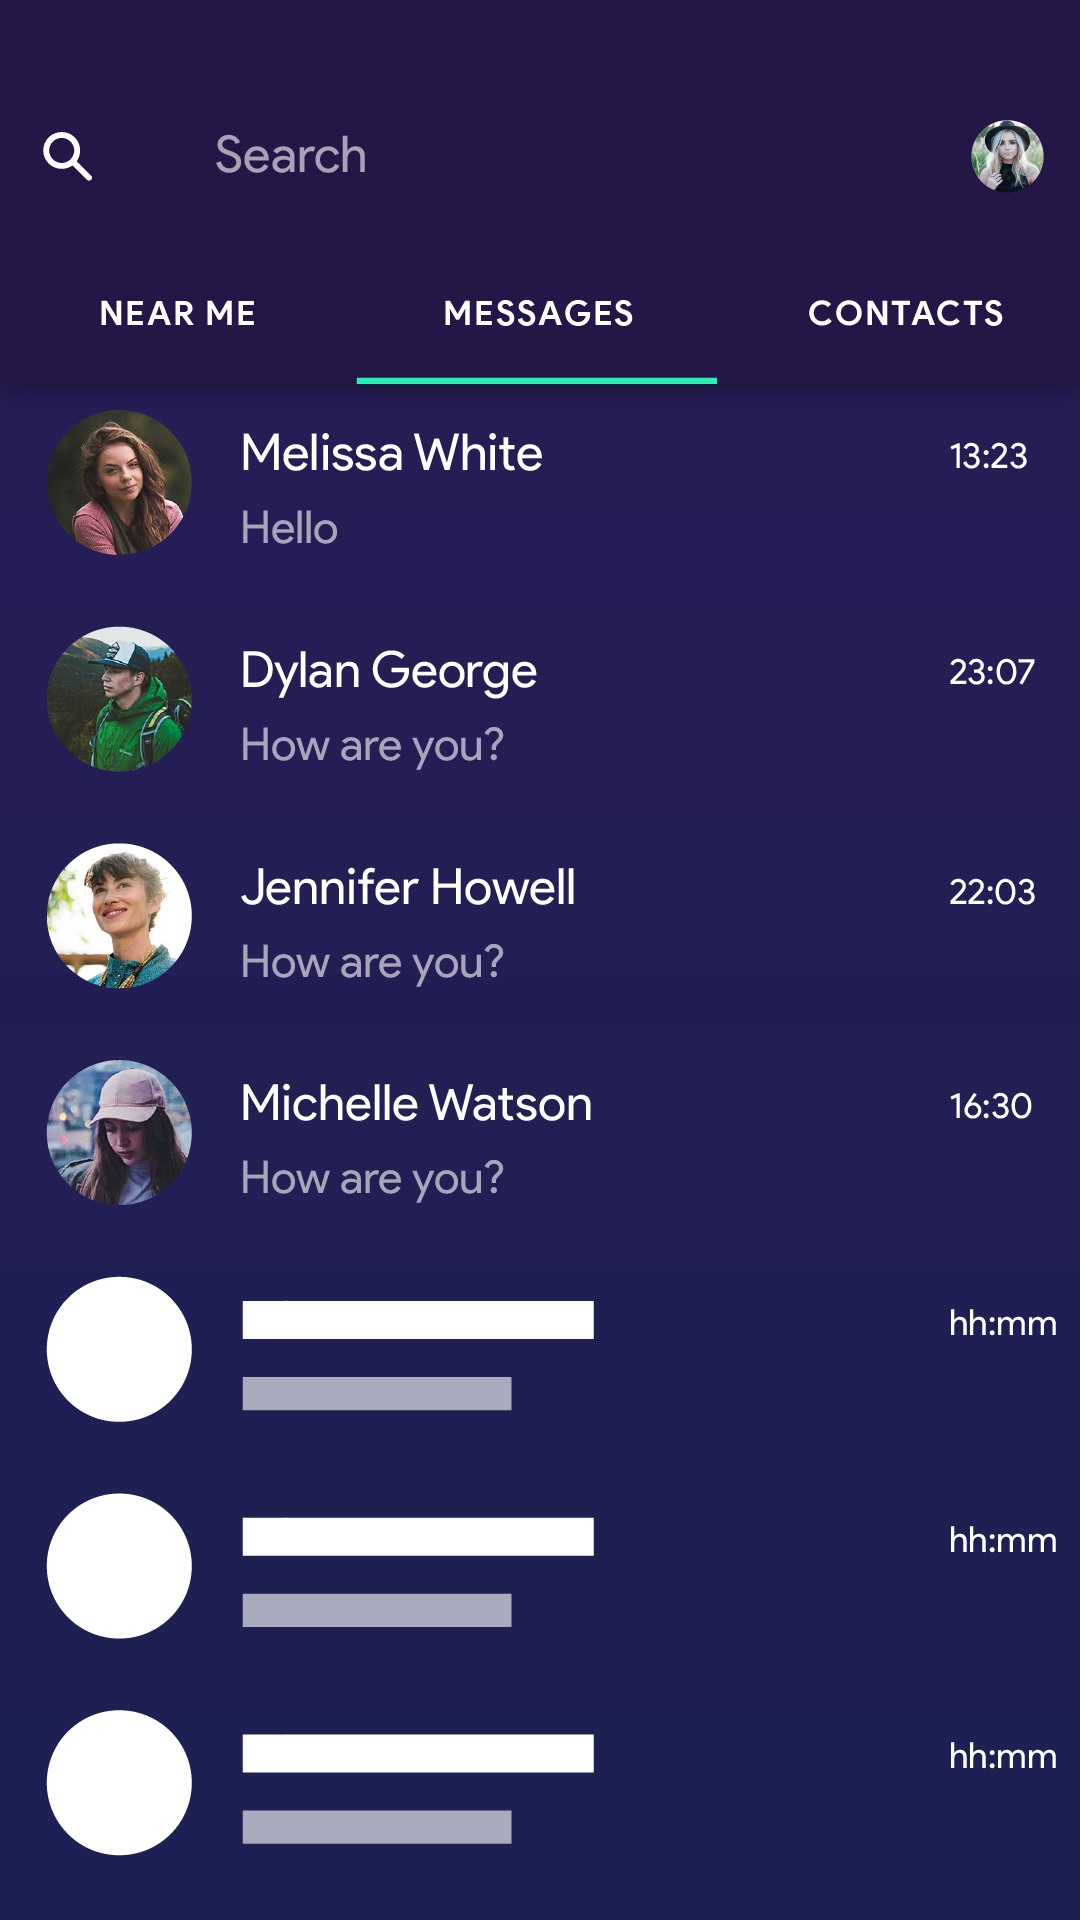 Search
NEAR ME MESSAGES CONTACTS
Melissa White 13:23
Hello
Dylan George 23:07
How are you?
Jennifer Howell 22:03
How are you?
Michelle Watson 16:30
How are you?
hh:mm
hh:mm
hh:mm